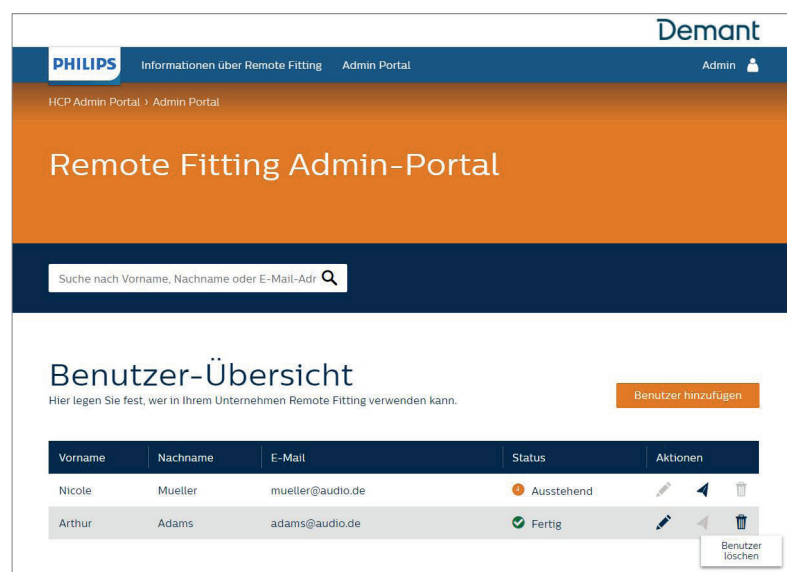 Demant
PHILIPS Informationen über Remote Fitting Admin Portal Admin
HCP Admin Portal › Admin Portal
Remote Fitting Admin-Portal
Suche nach Vorname, Nachname oder E-Mail-Adr
Benutzer-Übersicht
Hier legen Sie fest, wer in Ihrem Unternehmen Remote Fitting verwenden kann.
Benutzer hinzufügen
Vorname Nachname E-Mail Status Aktionen
Nicole Mueller mueller@audio.de Ausstehend
Arthur Adams adams@audio.de Fertig
Benutzer
löschen